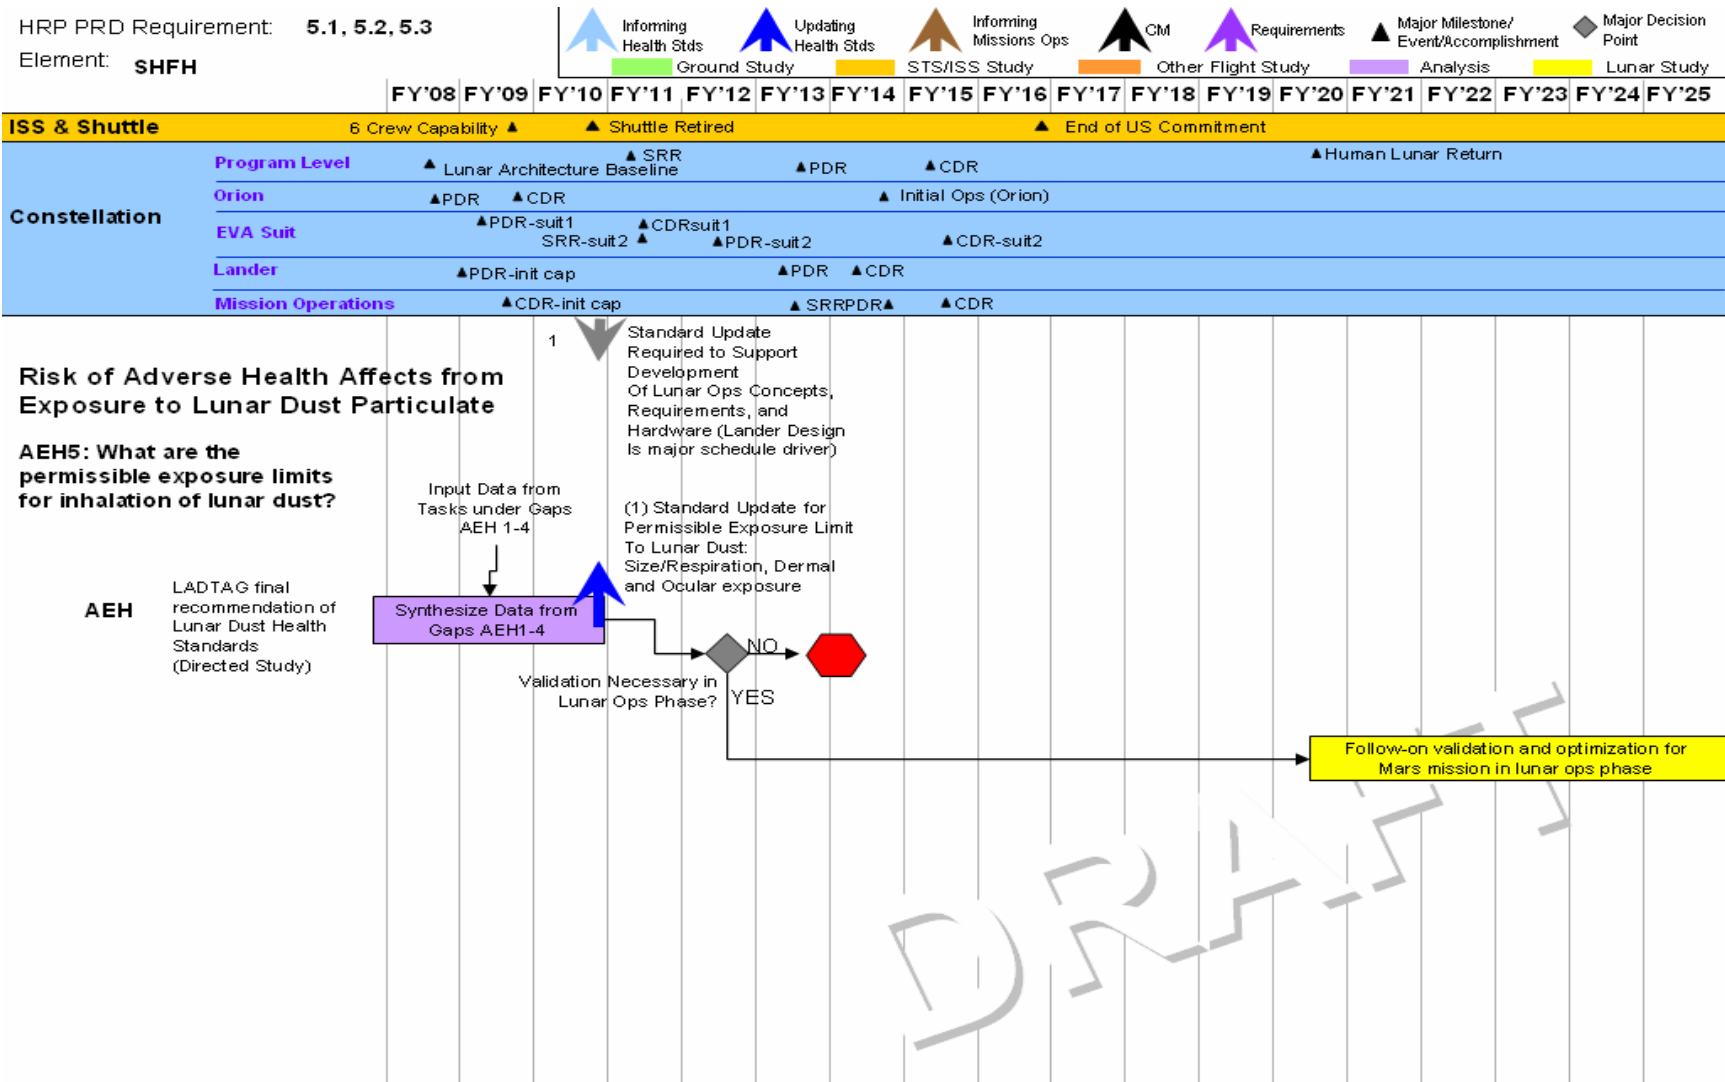 HRP PRD Requirement: 5.1, 5.2, 5.3
Element: SHFH
Informing
Health Stds
Updating
Health Stds
Informing
Missions Ops
CM
Requirements
Major Milestone/
Event/Accomplishment
Major Decision
Point
Ground Study
STS/ISS Study
Other Flight Study
Analysis
Lunar Study
FY'08 FY'09 FY'10 FY'11 FY'12 FY'13 FY'14 FY'15 FY'16 FY'17 FY'18 FY'19 FY'20 FY'21 FY'22 FY'23 FY'24 FY'25
ISS & Shuttle
6 Crew Capability
Shuttle Retired
End of US Commitment
Constellation
Program Level
Lunar Architecture Baseline
SRR
PDR
CDR
Human Lunar Return
Orion
PDR
CDR
Initial Ops (Orion)
EVA Suit
PDR-suit1
CDRsuit1
SRR-suit2
PDR-suit2
CDR-suit2
Lander
PDR-init cap
PDR
CDR
Mission Operations
CDR-init cap
SRRPDR
CDR
1
Standard Update
Required to Support
Development
Of Lunar Ops Concepts,
Requirements, and
Hardware (Lander Design
Is major schedule driver)
Risk of Adverse Health Affects from
Exposure to Lunar Dust Particulate
AEH5: What are the
permissible exposure limits
for inhalation of lunar dust?
Input Data from
Tasks under Gaps
AEH 1-4
(1) Standard Update for
Permissible Exposure Limit
To Lunar Dust:
Size/Respiration, Dermal
and Ocular exposure
AEH
LADTAG final
recommendation of
Lunar Dust Health
Standards
(Directed Study)
Synthesize Data from
Gaps AEH1-4
NO
Validation Necessary in
Lunar Ops Phase?
YES
Follow-on validation and optimization for
Mars mission in lunar ops phase
DRAFT